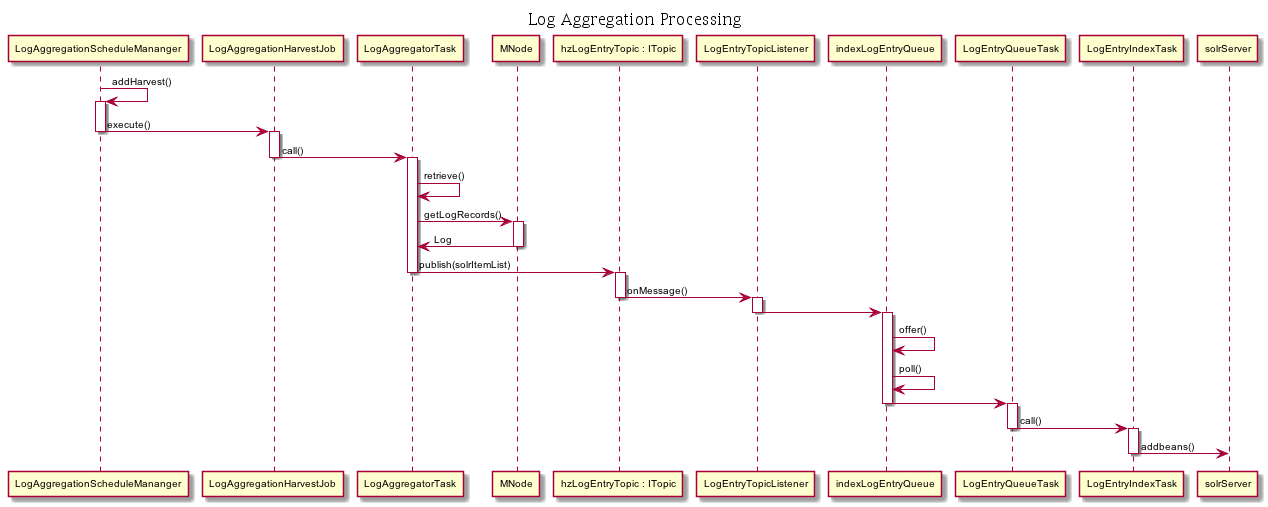 Log Aggregation Processing
LogAggregationScheduleMananger LogAggregationHarvestJob LogAggregatorTask MNode hzLogEntryTopic : ITopic LogEntryTopicListener indexLogEntryQueue LogEntryQueueTask LogEntryIndexTask solrServer
addHarvest()
execute()
call()
retrieve()
getLogRecords()
Log
publish(solrItemList)
onMessage()
offer()
poll()
call()
addbeans()
LogAggregationScheduleMananger LogAggregationHarvestJob LogAggregatorTask MNode hzLogEntryTopic : ITopic LogEntryTopicListener indexLogEntryQueue LogEntryQueueTask LogEntryIndexTask solrServer